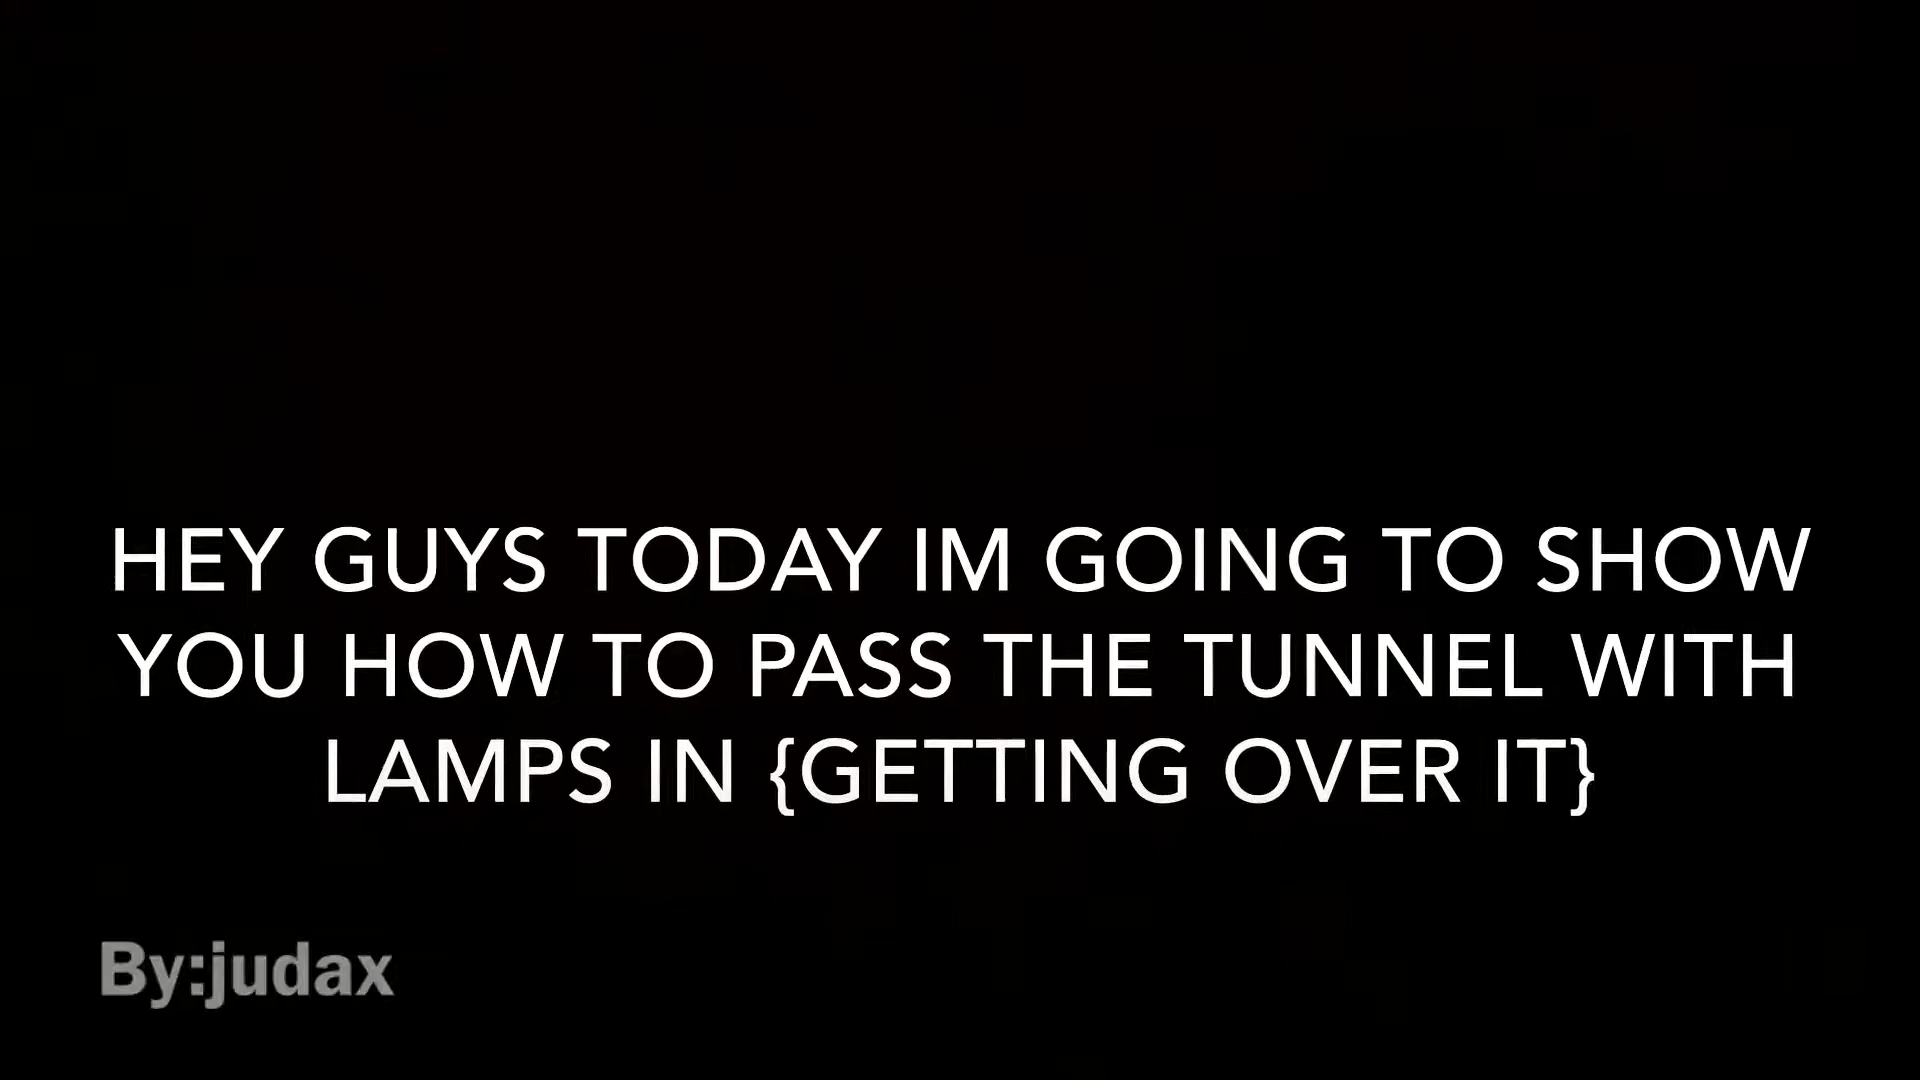 HEY GUYS TODAY IM GOING TO SHOW
YOU HOW TO PASS THE TUNNEL WITH
LAMPS IN {GETTING OVER IT}
By:judax